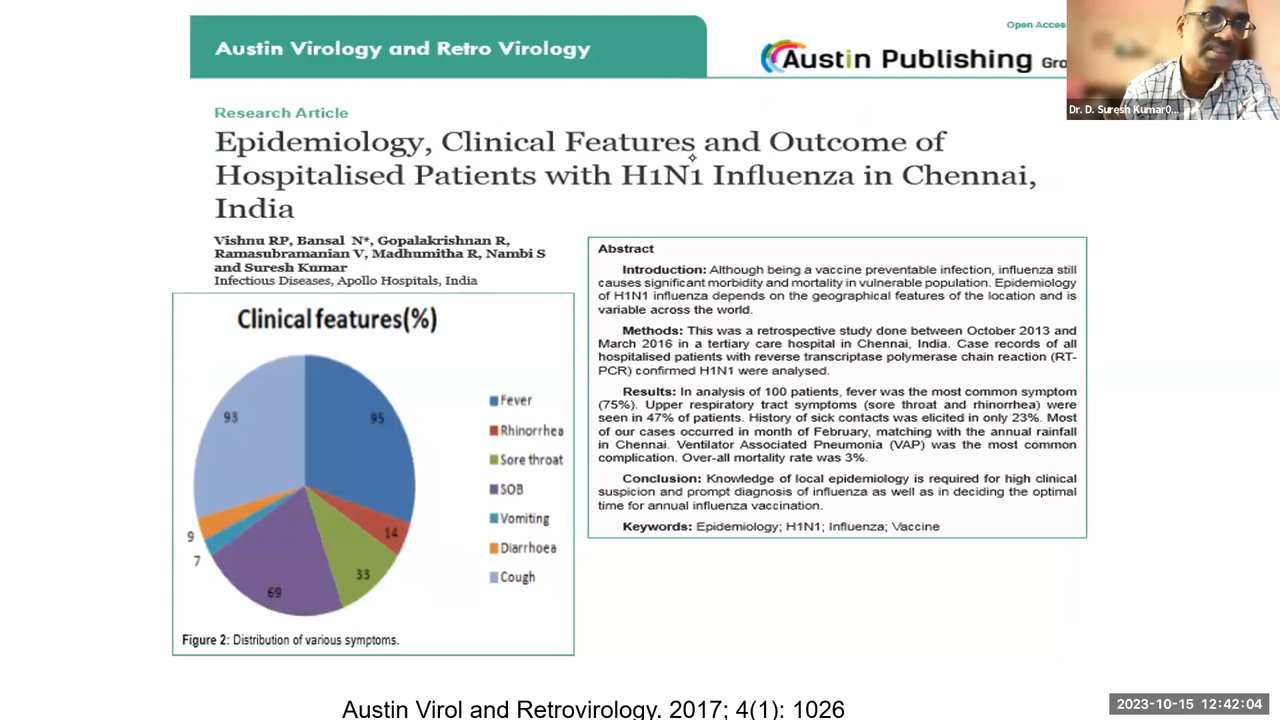 Austin Virology and Retro Virology
Open Acces
Austin Publishing Gro
Dr. D. Suresh Kumar0...
Research Article
Epidemiology, Clinical Features and Outcome of
Hospitalised Patients with H1N1 Influenza in Chennai,
India
Vishnu RP, Bansal N*, Gopalakrishnan R,
Ramasubramanian V, Madhumitha R, Nambi S
and Suresh Kumar
Infectious Diseases, Apollo Hospitals, India
Clinical features(%)
93
95
9
7
14
33
69
Fever
Rhinorrhea
Sore throat
SOB
Vomiting
Diarrhoea
Cough
Figure 2: Distribution of various symptoms.
Abstract
Introduction: Although being a vaccine preventable infection, influenza still
causes significant morbidity and mortality in vulnerable population. Epidemiology
of H1N1 influenza depends on the geographical features of the location and is
variable across the world.
Methods: This was a retrospective study done between October 2013 and
March 2016 in a tertiary care hospital in Chennai, India. Case records of all
hospitalised patients with reverse transcriptase polymerase chain reaction (RT-
PCR) confirmed H1N1 were analysed.
Results: In analysis of 100 patients, fever was the most common symptom
(75%). Upper respiratory tract symptoms (sore throat and rhinorrhea) were
seen in 47% of patients. History of sick contacts was elicited in only 23%. Most
of our cases occurred in month of February, matching with the annual rainfall
in Chennai. Ventilator Associated Pneumonia (VAP) was the most common
complication. Over-all mortality rate was 3%.
Conclusion: Knowledge of local epidemiology is required for high clinical
suspicion and prompt diagnosis of influenza as well as in deciding the optimal
time for annual influenza vaccination.
Keywords: Epidemiology; H1N1; Influenza; Vaccine
Austin Virol and Retrovirology. 2017; 4(1): 1026
2023-10-15 12:42:04